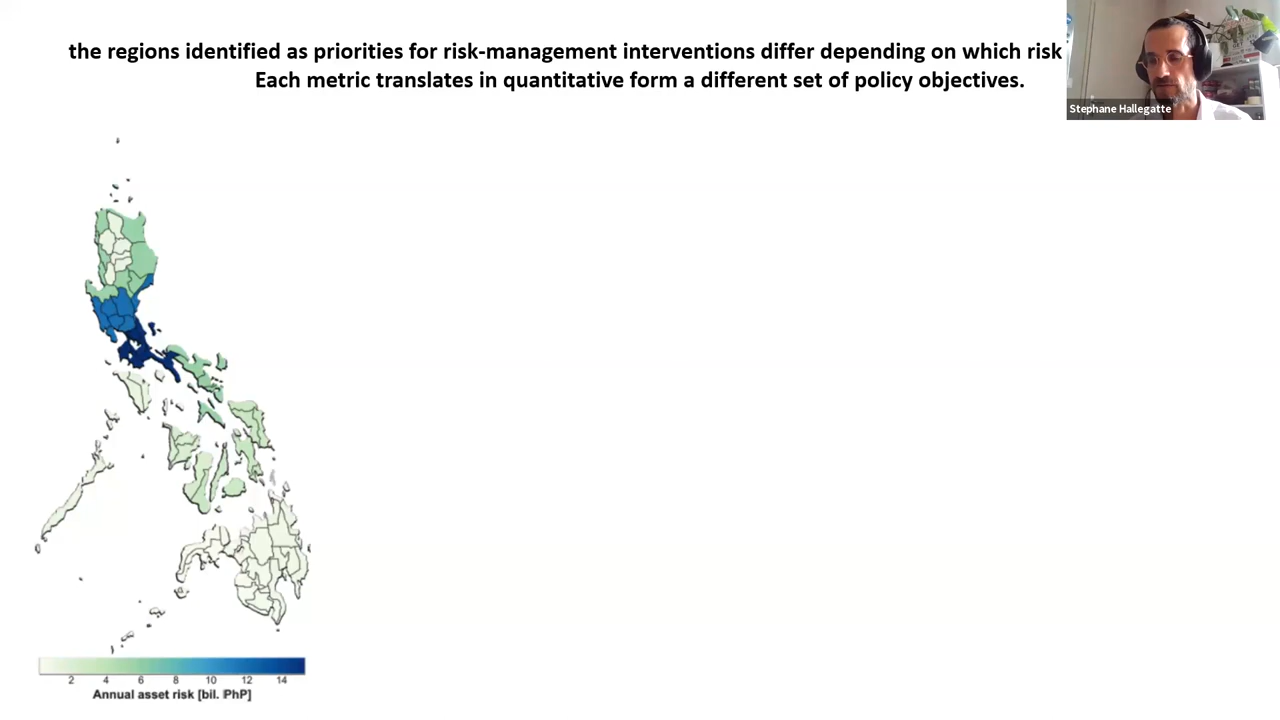 the regions identified as priorities for risk-management interventions differ depending on which risk
Each metric translates in quantitative form a different set of policy objectives.
Stephane Hallegatte
2 4 6 8 10 12 14
Annual asset risk [bil. PhP]